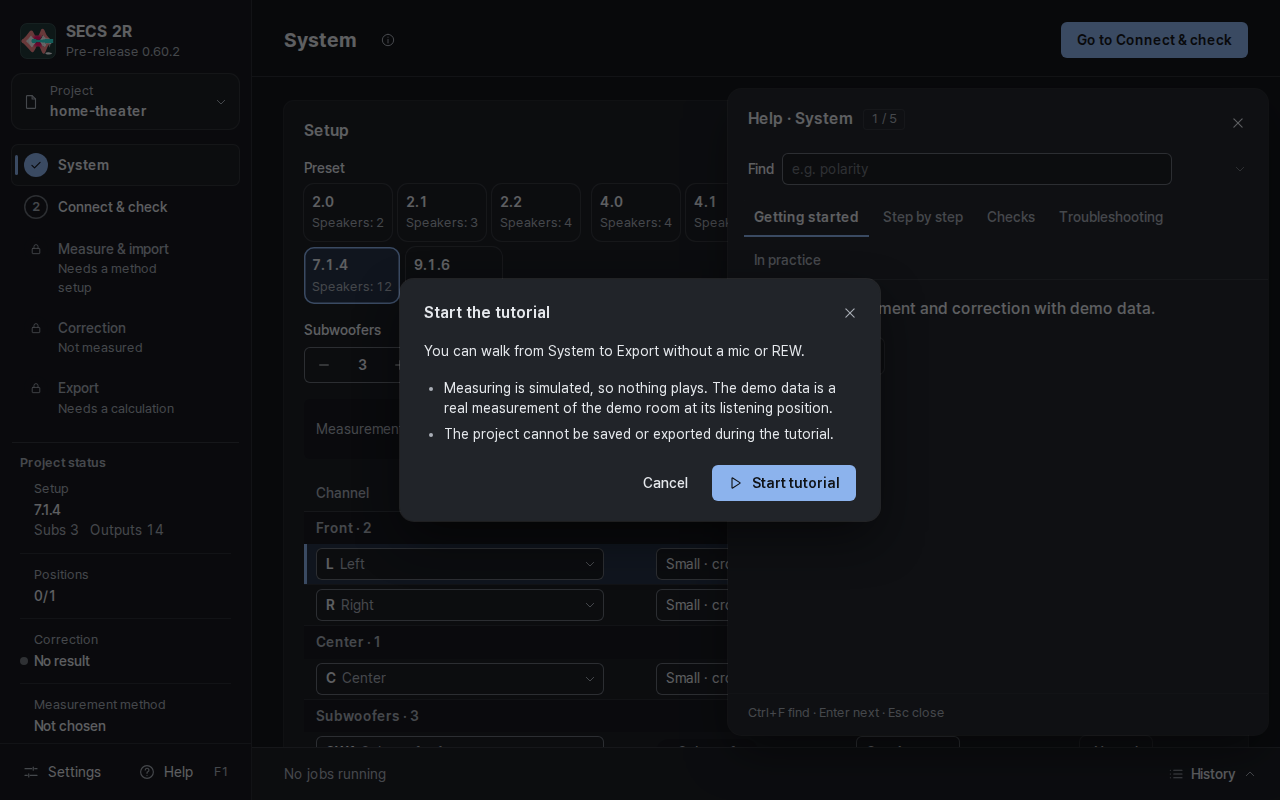 SECS 2R
Pre-release 0.60.2
Project
home-theater
System
2 Connect & check
Measure & import
Needs a method
setup
Correction
Not measured
Export
Needs a calculation
Project status
Setup
7.1.4
Subs 3 Outputs 14
Positions
0/1
Correction
No result
Measurement method
Not chosen
Settings
Help F1
System
Go to Connect & check
Setup
Preset
2.0
Speakers: 2
2.1
Speakers: 3
2.2
Speakers: 4
4.0
Speakers: 4
4.1
Speak
7.1.4
Speakers: 12
9.1.6
Subwoofers
3
Measuremen
Channel
Front · 2
L Left
Small · cro
R Right
Small · cro
Center · 1
C Center
Small · cro
Subwoofers · 3
Help · System 1 / 5
Find e.g. polarity
Getting started Step by step Checks Troubleshooting
In practice
ment and correction with demo data.
Ctrl+F find · Enter next · Esc close
Start the tutorial
You can walk from System to Export without a mic or REW.
• Measuring is simulated, so nothing plays. The demo data is a
real measurement of the demo room at its listening position.
• The project cannot be saved or exported during the tutorial.
Cancel
Start tutorial
No jobs running
History